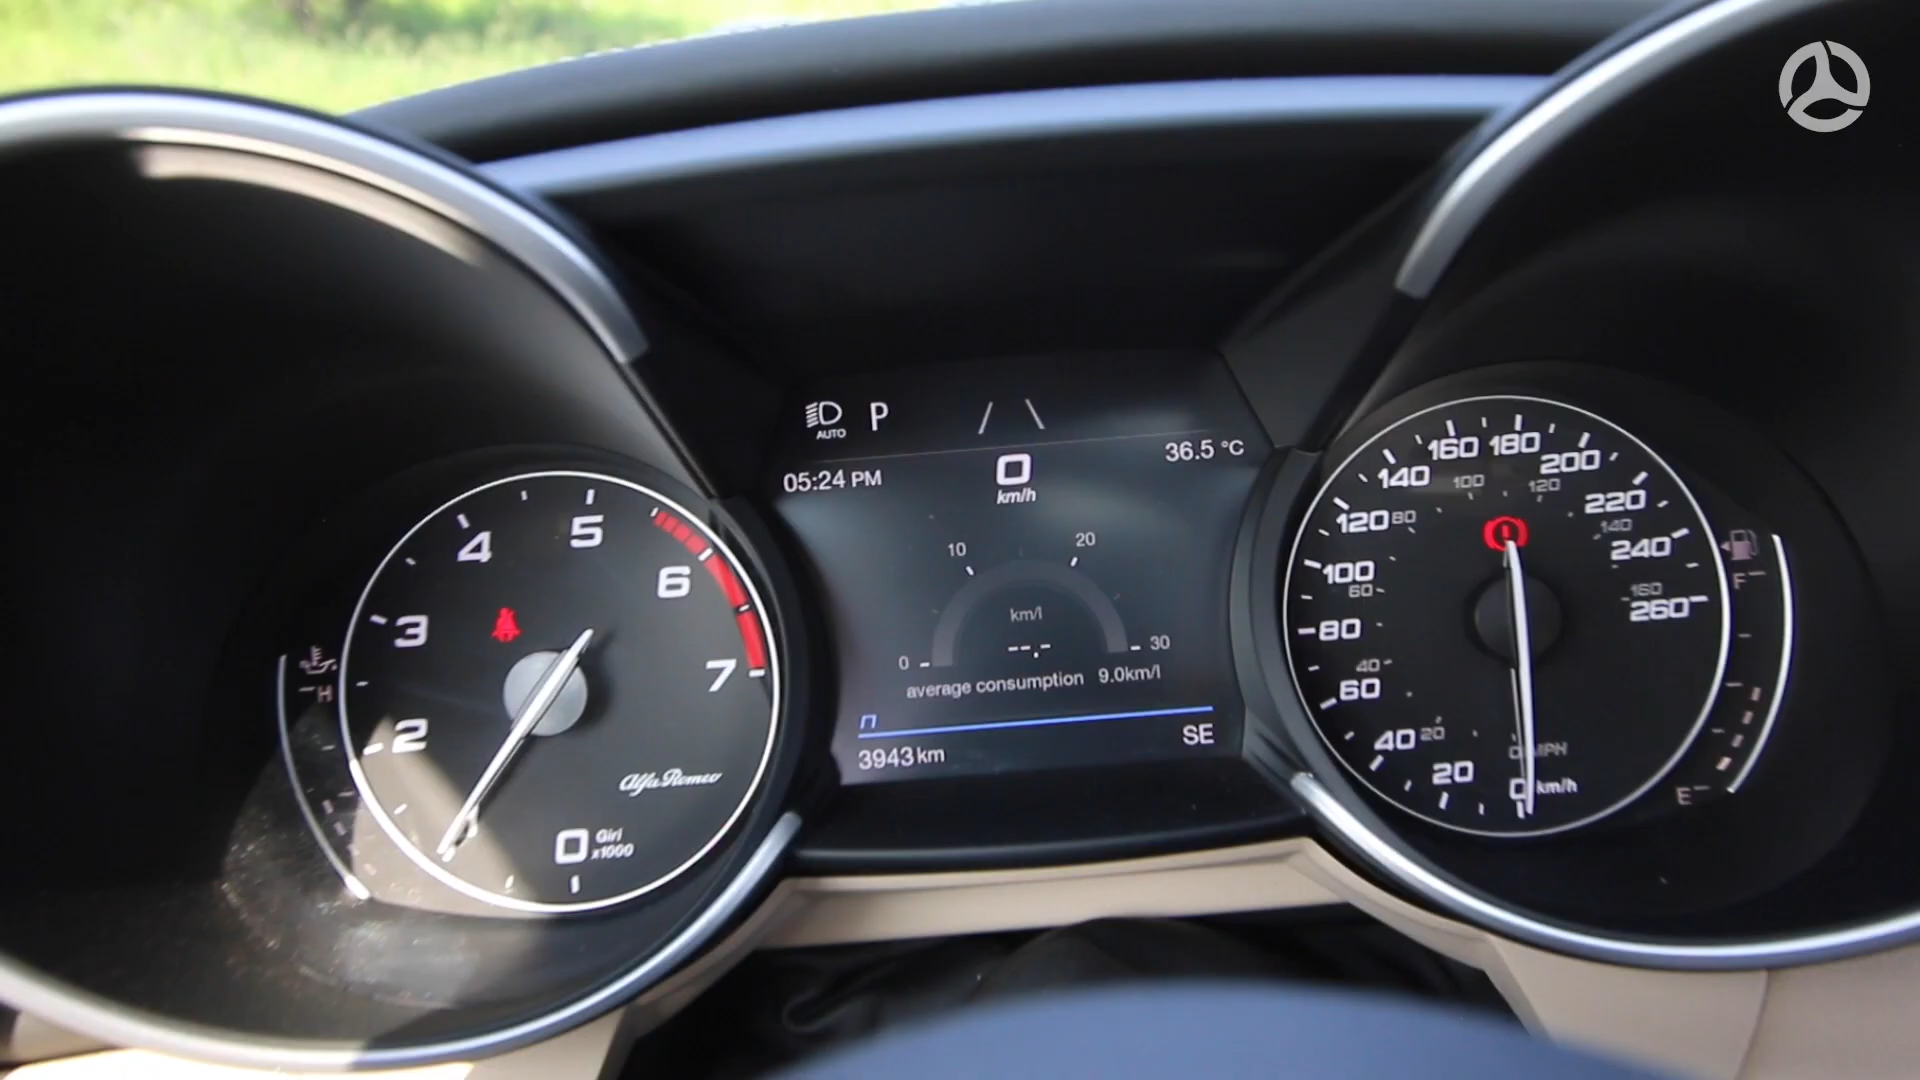 AUTO P
05:24 PM
0
km/h
36.5 °C
10
20
km/l
0
--.-
30
average consumption 9.0km/l
3943 km
SE
2
3
4
5
6
7
Alfa Romeo
0 Giri
x1000
H
0 km/h
20
40
60
80
100
120
140
160
180
200
220
240
260
20
40
60
80
100
120
140
160
F
E